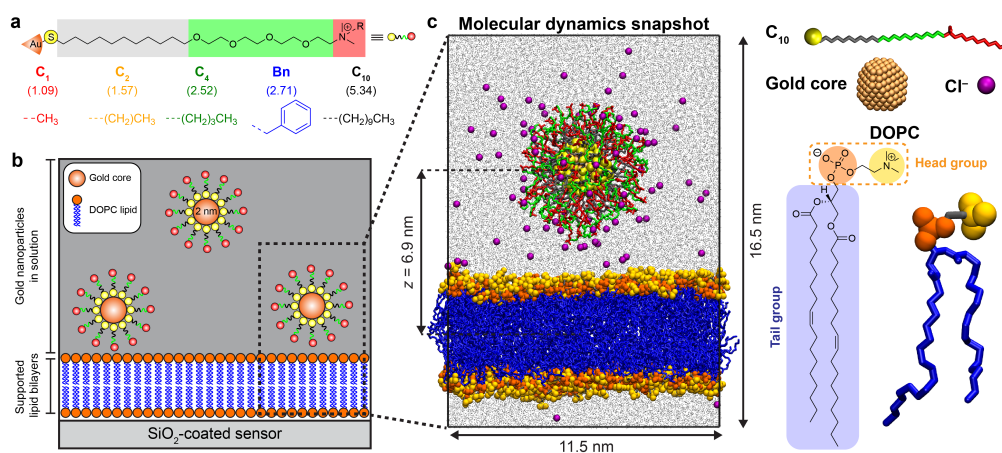 a
Au
S
O
O
O
O
N
⊕
R
≡
C1
C2
C4
Bn
C10
(1.09)
(1.57)
(2.52)
(2.71)
(5.34)
--CH3
---(CH2)CH3
---(CH2)3CH3
---(CH2)9CH3
b
Gold nanoparticles
in solution
Supported
lipid bilayers
Gold core
DOPC lipid
2 nm
SiO2-coated sensor
c
Molecular dynamics snapshot
z = 6.9 nm
16.5 nm
11.5 nm
C10
Gold core
Cl–
DOPC
Head group
⊖
O
O
P
O
O
N
⊕
H
O
O
O
O
Tail group